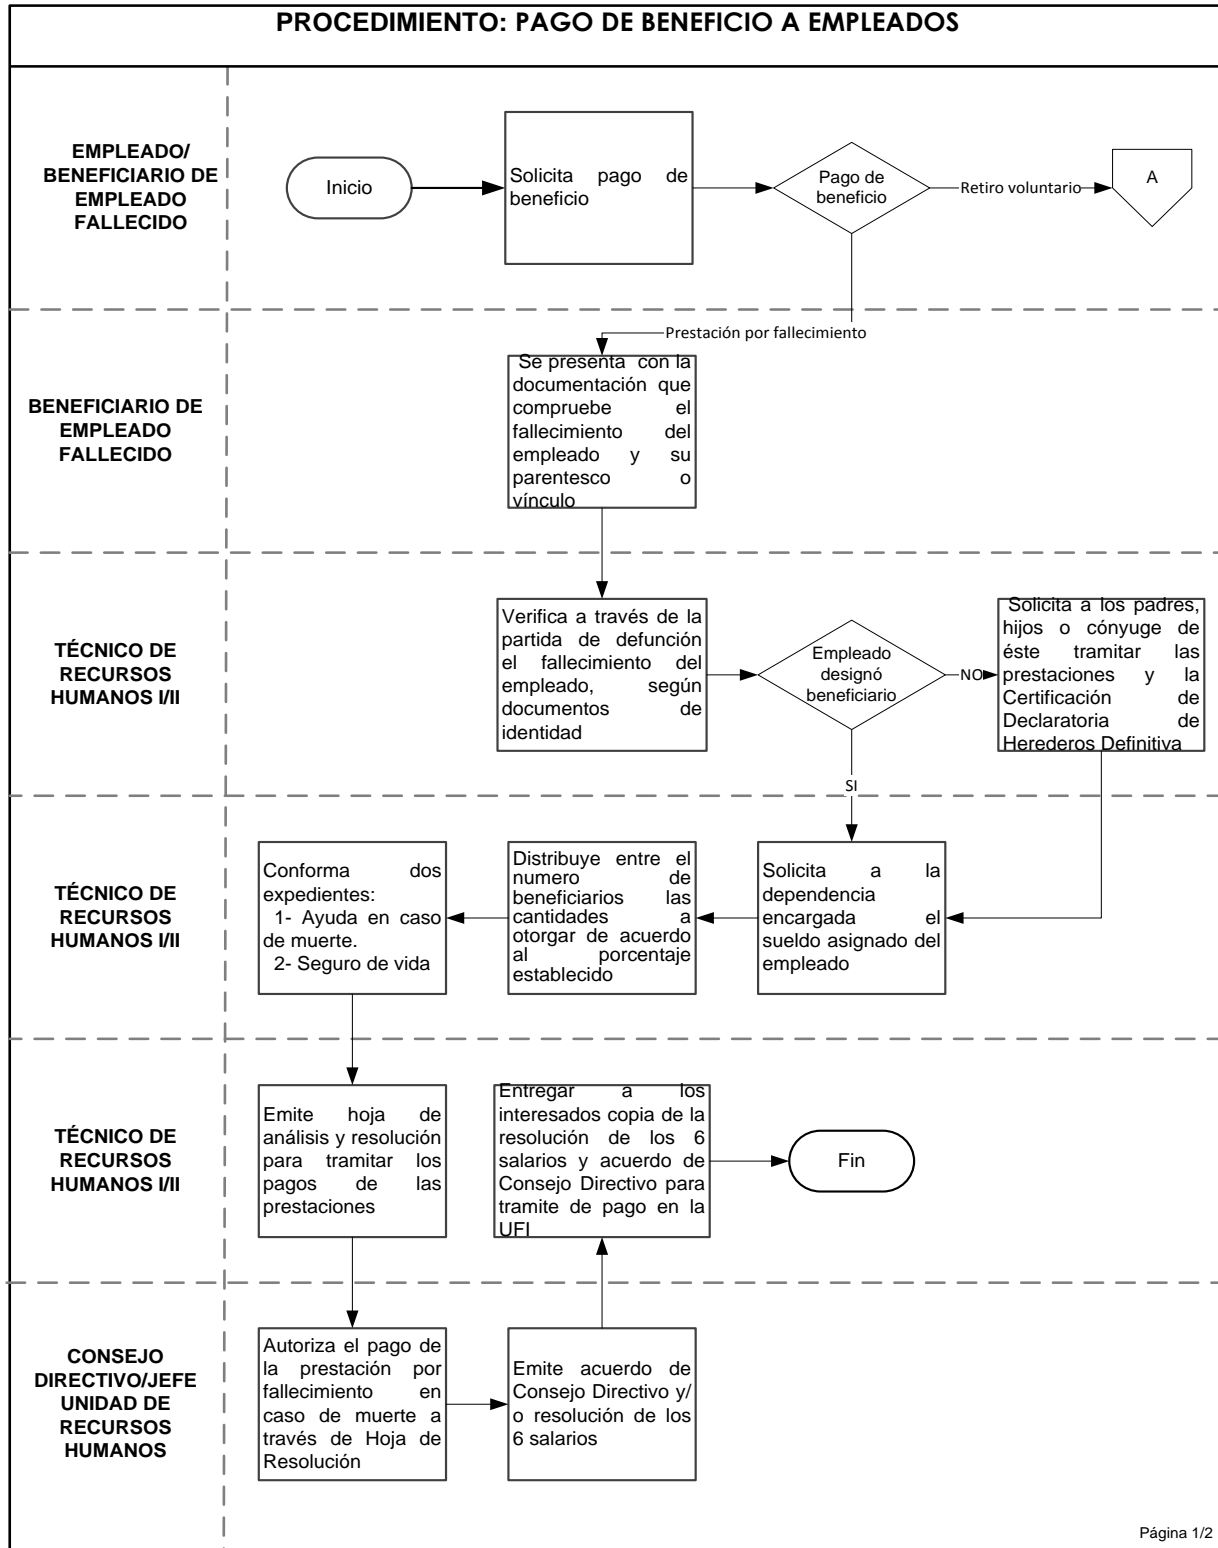 PROCEDIMIENTO: PAGO DE BENEFICIO A EMPLEADOS
EMPLEADO/
BENEFICIARIO DE
EMPLEADO
FALLECIDO
Inicio
Solicita pago de
beneficio
Pago de
beneficio
Retiro voluntario
A
Prestación por fallecimiento
BENEFICIARIO DE
EMPLEADO
FALLECIDO
Se presenta con la
documentación que
compruebe el
fallecimiento del
empleado y su
parentesco o
vínculo
TÉCNICO DE
RECURSOS
HUMANOS I/II
Verifica a través de la
partida de defunción
el fallecimiento del
empleado, según
documentos de
identidad
Empleado
designó
beneficiario
NO
Solicita a los padres,
hijos o cónyuge de
éste tramitar las
prestaciones y la
Certificación de
Declaratoria de
Herederos Definitiva
SI
TÉCNICO DE
RECURSOS
HUMANOS I/II
Conforma dos
expedientes:
1- Ayuda en caso
de muerte.
2- Seguro de vida
Distribuye entre el
numero de
beneficiarios las
cantidades a
otorgar de acuerdo
al porcentaje
establecido
Solicita a la
dependencia
encargada el
sueldo asignado del
empleado
TÉCNICO DE
RECURSOS
HUMANOS I/II
Emite hoja de
análisis y resolución
para tramitar los
pagos de las
prestaciones
Entregar a los
interesados copia de la
resolución de los 6
salarios y acuerdo de
Consejo Directivo para
tramite de pago en la
UFI
Fin
CONSEJO
DIRECTIVO/JEFE
UNIDAD DE
RECURSOS
HUMANOS
Autoriza el pago de
la prestación por
fallecimiento en
caso de muerte a
través de Hoja de
Resolución
Emite acuerdo de
Consejo Directivo y/
o resolución de los
6 salarios
Página 1/2